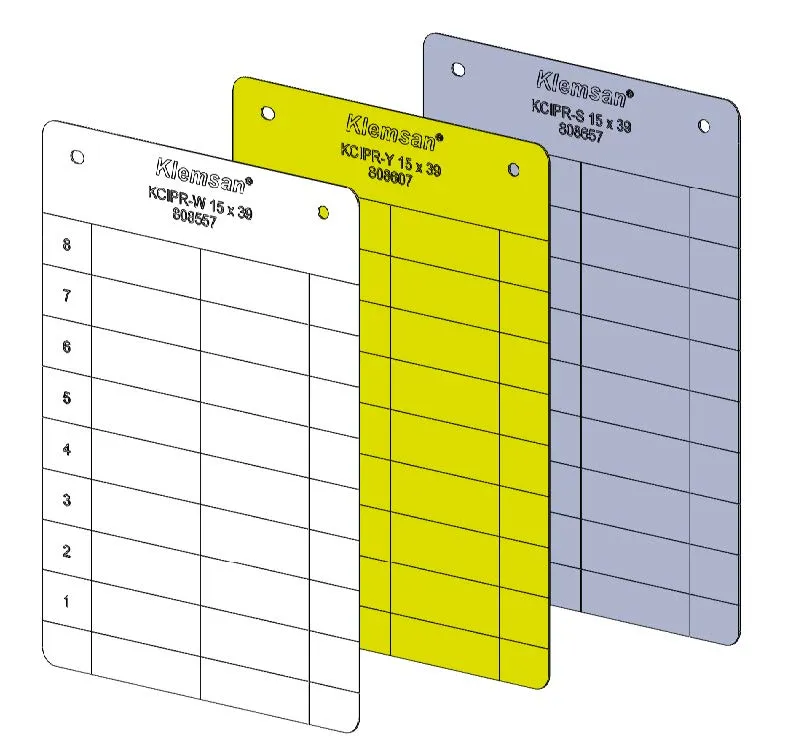 Klemsan®
KCIPR-W 15 x 39
808557
8
7
6
5
4
3
2
1
Klemsan®
KCIPR-Y 15 x 39
808607
Klemsan®
KCIPR-S 15 x 39
808657